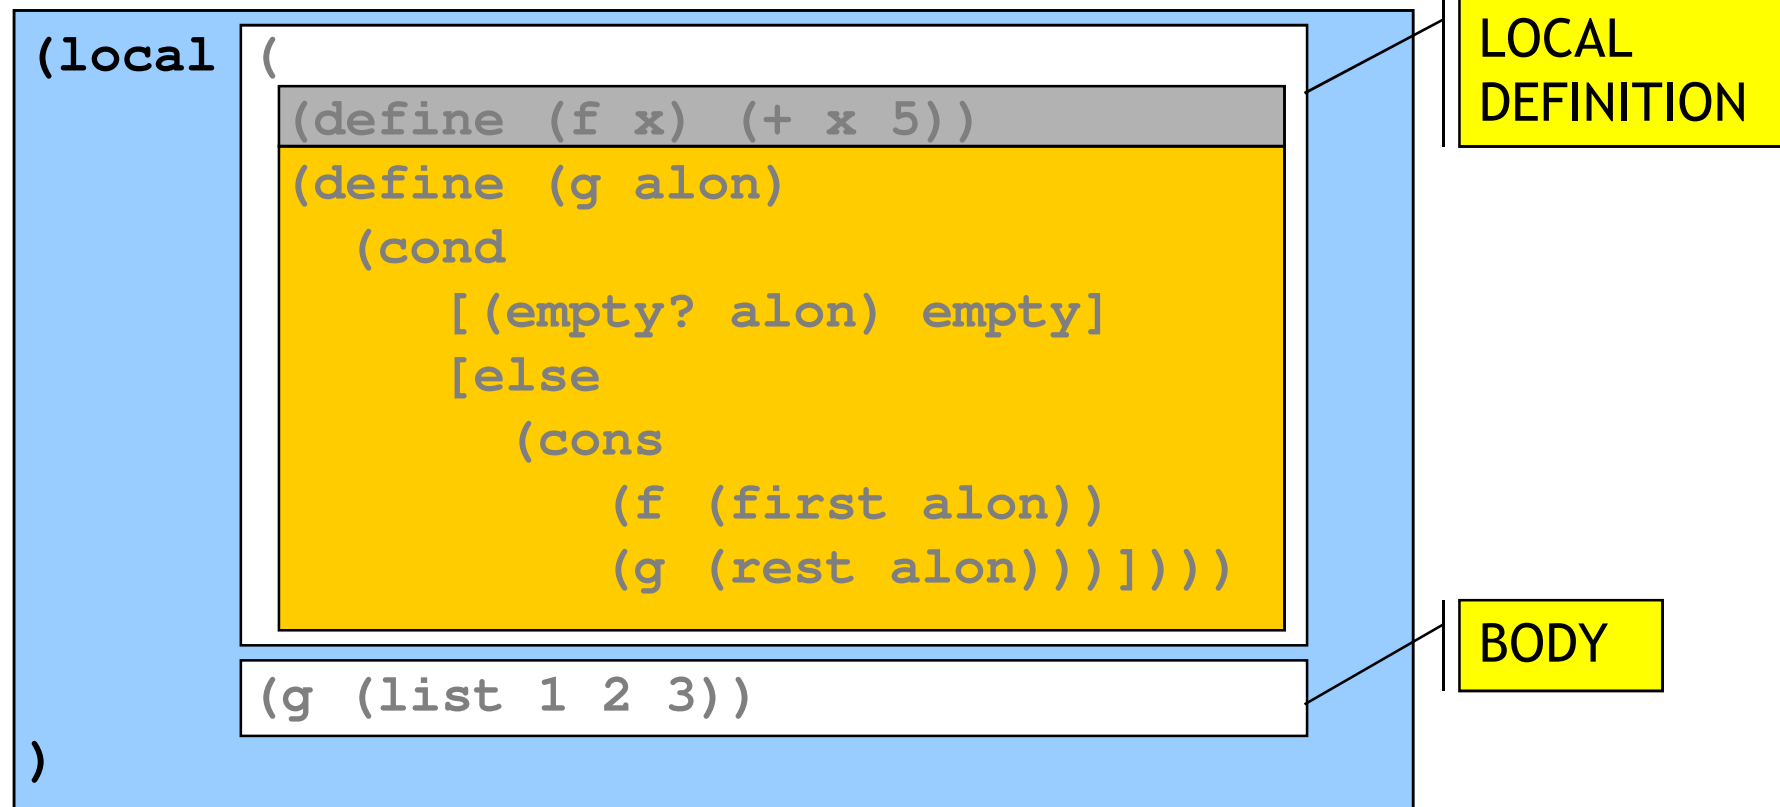 (local (
(define (f x) (+ x 5))
(define (g alon)
(cond
[(empty? alon) empty]
[else
(cons
(f (first alon))
(g (rest alon)))])))
(g (list 1 2 3))
)
LOCAL
DEFINITION
BODY